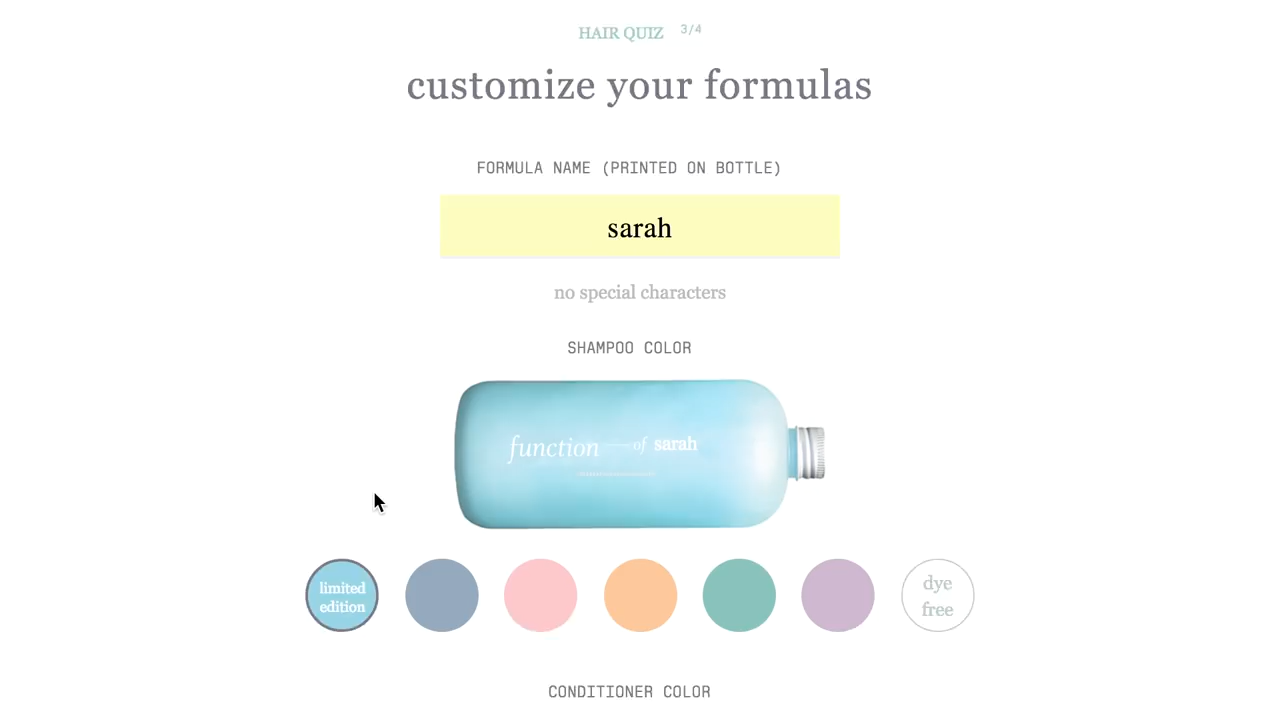 HAIR QUIZ 3/4
customize your formulas
FORMULA NAME (PRINTED ON BOTTLE)
sarah
no special characters
SHAMPOO COLOR
function — of sarah
limited
edition
dye
free
CONDITIONER COLOR